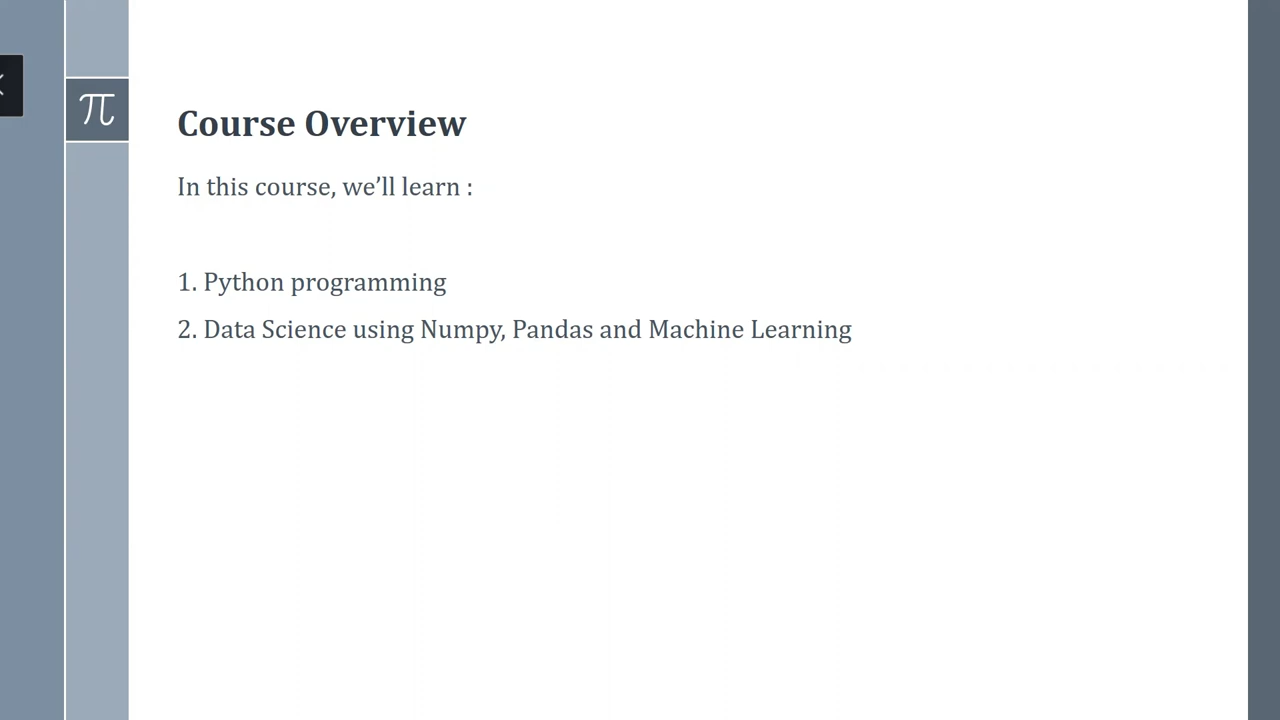 π
Course Overview
In this course, we’ll learn :
1. Python programming
2. Data Science using Numpy, Pandas and Machine Learning